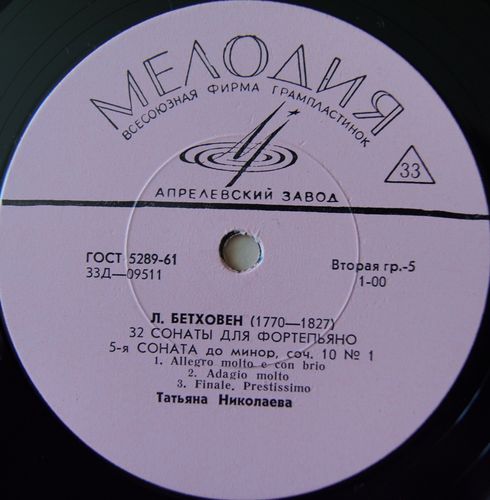 МЕЛОДИЯ
ВСЕСОЮЗНАЯ ФИРМА ГРАМПЛАСТИНОК
33
АПРЕЛЕВСКИЙ ЗАВОД
ГОСТ 5289-61
33Д—09511
Вторая гр.-5
1-00
Л. БЕТХОВЕН (1770—1827)
32 СОНАТЫ ДЛЯ ФОРТЕПЬЯНО
5-я СОНАТА до минор, соч. 10 № 1
1. Allegro molto e con brio
2. Adagio molto
3. Finale. Prestissimo
Татьяна Николаева